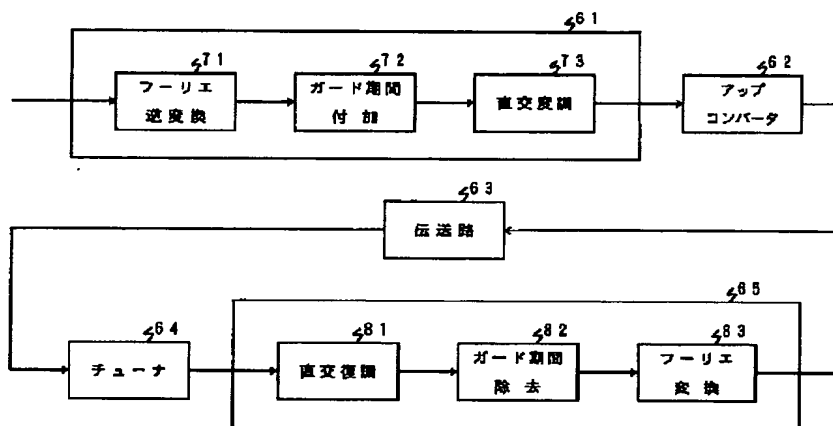 61
71
72
73
62
フーリエ
逆変換
ガード期間
付加
直交変調
アップ
コンバータ
63
伝送路
65
64
81
82
83
チューナ
直交復調
ガード期間
除去
フーリエ
変換